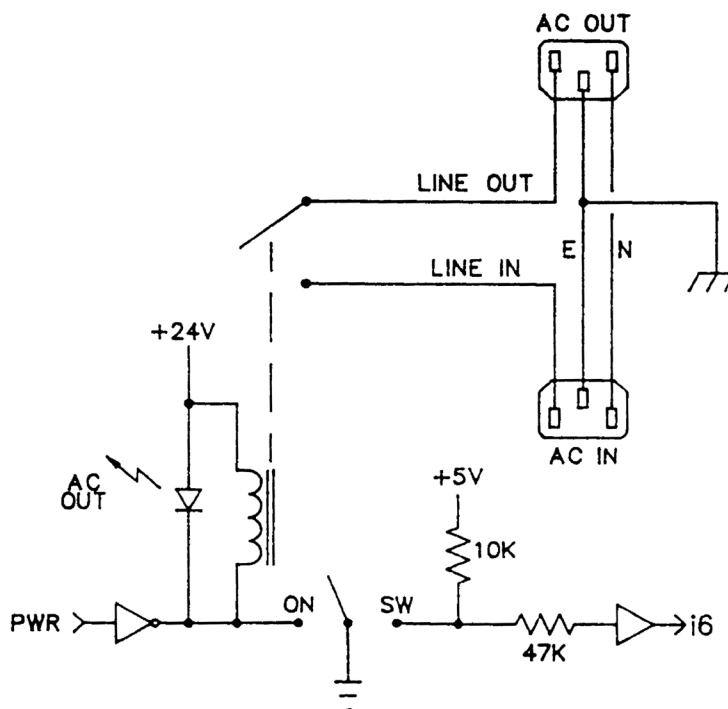 AC OUT
LINE OUT
E
N
LINE IN
+24V
AC IN
AC
OUT
+5V
10K
PWR
ON
SW
i6
47K